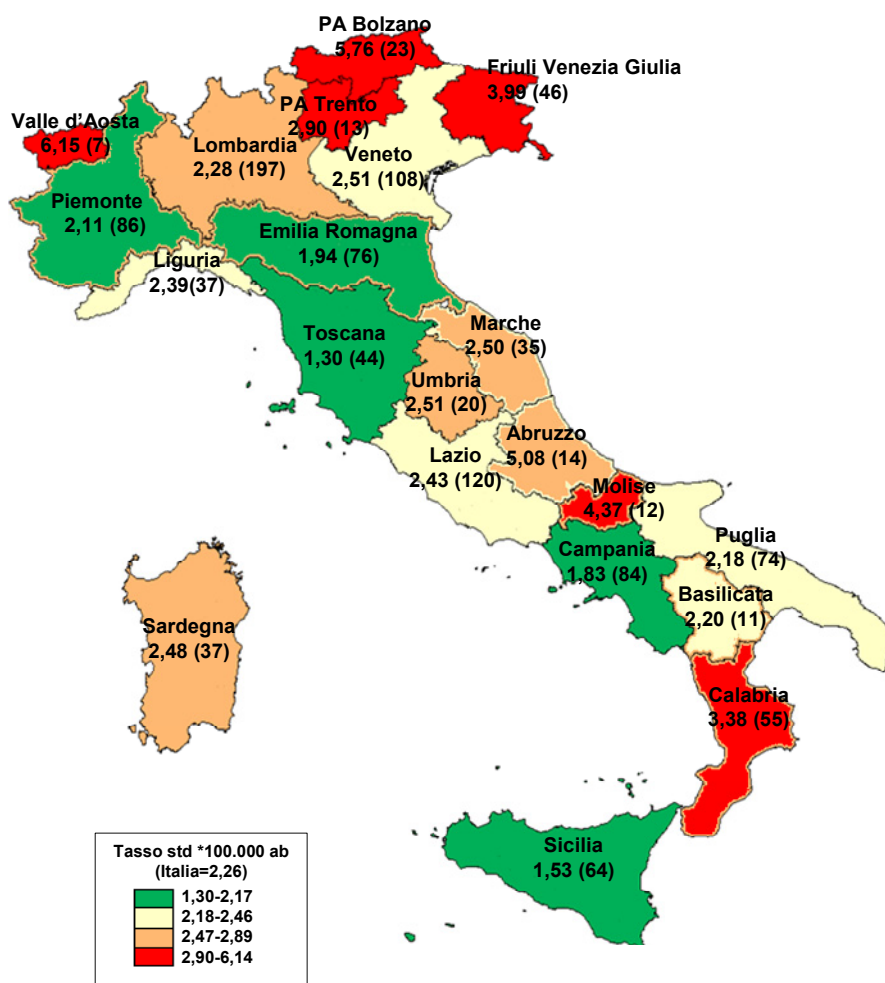 PA Bolzano
5,76 (23)
Friuli Venezia Giulia
3,99 (46)
PA Trento
2,90 (13)
Valle d'Aosta
6,15 (7)
Lombardia
2,28 (197)
Veneto
2,51 (108)
Piemonte
2,11 (86)
Emilia Romagna
1,94 (76)
Liguria
2,39(37)
Toscana
1,30 (44)
Marche
2,50 (35)
Umbria
2,51 (20)
Abruzzo
5,08 (14)
Lazio
2,43 (120)
Molise
4,37 (12)
Campania
1,83 (84)
Puglia
2,18 (74)
Basilicata
2,20 (11)
Sardegna
2,48 (37)
Calabria
3,38 (55)
Sicilia
1,53 (64)
Tasso std *100.000 ab
(Italia=2,26)
1,30-2,17
2,18-2,46
2,47-2,89
2,90-6,14